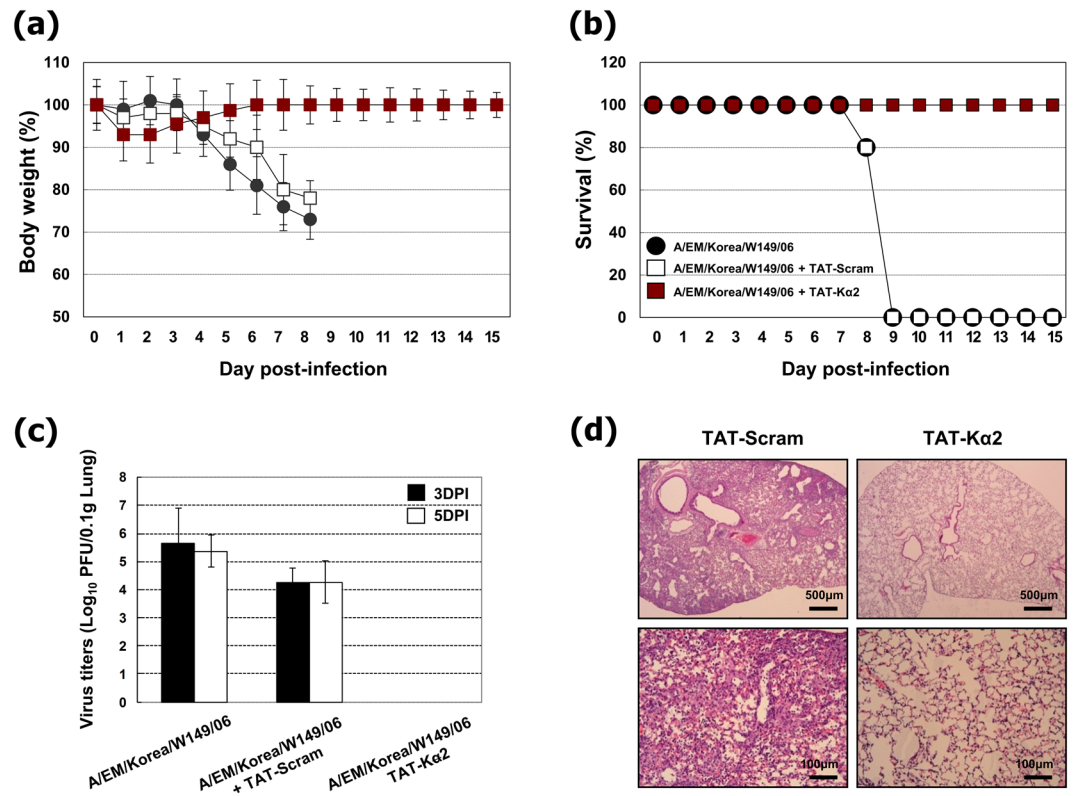 (a)
110
100
90
80
70
60
50
Body weight (%)
0 1 2 3 4 5 6 7 8 9 10 11 12 13 14 15
Day post-infection
(b)
120
100
80
60
40
20
0
Survival (%)
A/EM/Korea/W149/06
A/EM/Korea/W149/06 + TAT-Scram
A/EM/Korea/W149/06 + TAT-Kα2
0 1 2 3 4 5 6 7 8 9 10 11 12 13 14 15
Day post-infection
(c)
8
7
6
5
4
3
2
1
0
Virus titers (Log10 PFU/0.1g Lung)
3DPI
5DPI
A/EM/Korea/W149/06
A/EM/Korea/W149/06
+ TAT-Scram
A/EM/Korea/W149/06
TAT-Kα2
(d)
TAT-Scram
TAT-Kα2
500μm
500μm
100μm
100μm